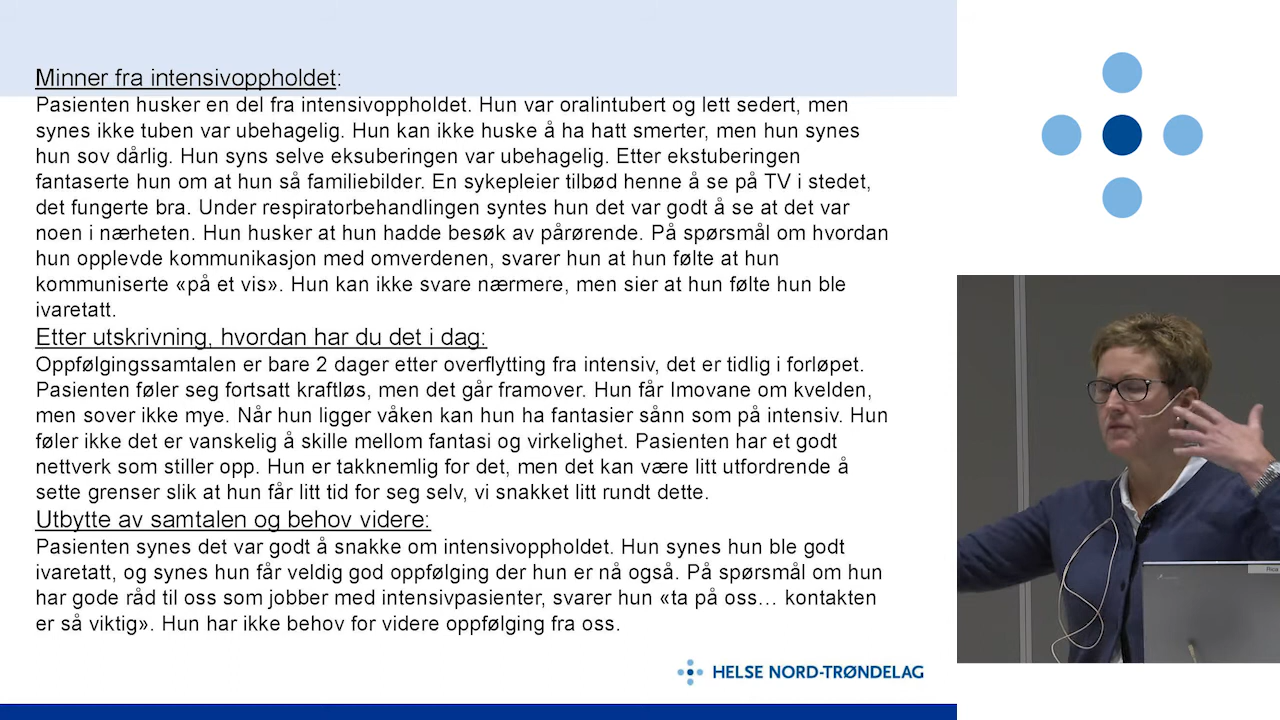 Minner fra intensivoppholdet:
Pasienten husker en del fra intensivoppholdet. Hun var oralintubert og lett sedert, men
synes ikke tuben var ubehagelig. Hun kan ikke huske å ha hatt smerter, men hun synes
hun sov dårlig. Hun syns selve eksuberingen var ubehagelig. Etter ekstuberingen
fantaserte hun om at hun så familiebilder. En sykepleier tilbød henne å se på TV i stedet,
det fungerte bra. Under respiratorbehandlingen syntes hun det var godt å se at det var
noen i nærheten. Hun husker at hun hadde besøk av pårørende. På spørsmål om hvordan
hun opplevde kommunikasjon med omverdenen, svarer hun at hun følte at hun
kommuniserte «på et vis». Hun kan ikke svare nærmere, men sier at hun følte hun ble
ivaretatt.
Etter utskrivning, hvordan har du det i dag:
Oppfølgingssamtalen er bare 2 dager etter overflytting fra intensiv, det er tidlig i forløpet.
Pasienten føler seg fortsatt kraftløs, men det går framover. Hun får Imovane om kvelden,
men sover ikke mye. Når hun ligger våken kan hun ha fantasier sånn som på intensiv. Hun
føler ikke det er vanskelig å skille mellom fantasi og virkelighet. Pasienten har et godt
nettverk som stiller opp. Hun er takknemlig for det, men det kan være litt utfordrende å
sette grenser slik at hun får litt tid for seg selv, vi snakket litt rundt dette.
Utbytte av samtalen og behov videre:
Pasienten synes det var godt å snakke om intensivoppholdet. Hun synes hun ble godt
ivaretatt, og synes hun får veldig god oppfølging der hun er nå også. På spørsmål om hun
har gode råd til oss som jobber med intensivpasienter, svarer hun «ta på oss… kontakten
er så viktig». Hun har ikke behov for videre oppfølging fra oss.
HELSE NORD-TRØNDELAG